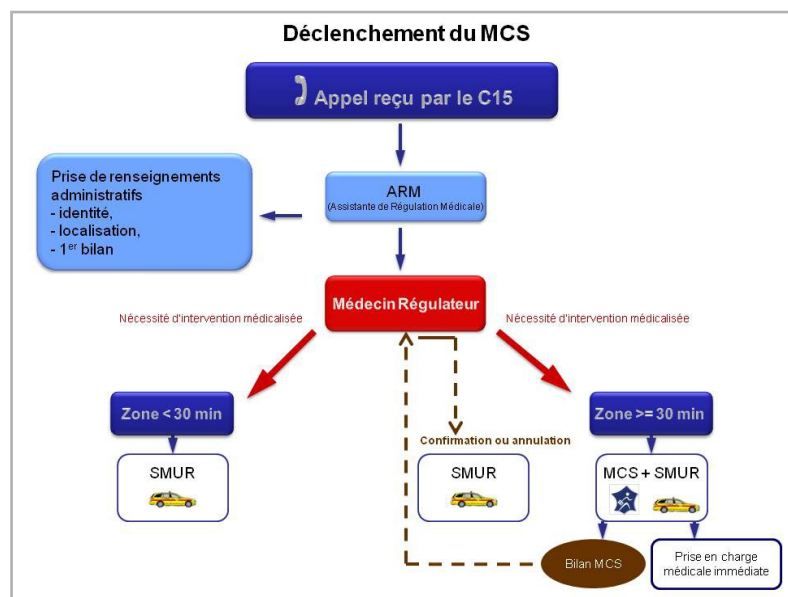 Déclenchement du MCS
Appel reçu par le C15
Prise de renseignements
administratifs
- identité,
- localisation,
- 1er bilan
ARM
(Assistante de Régulation Médicale)
Médecin Régulateur
Nécessité d'intervention médicalisée
Nécessité d'intervention médicalisée
Zone < 30 min
Confirmation ou annulation
Zone >= 30 min
SMUR
SMUR
MCS + SMUR
Bilan MCS
Prise en charge
médicale immédiate